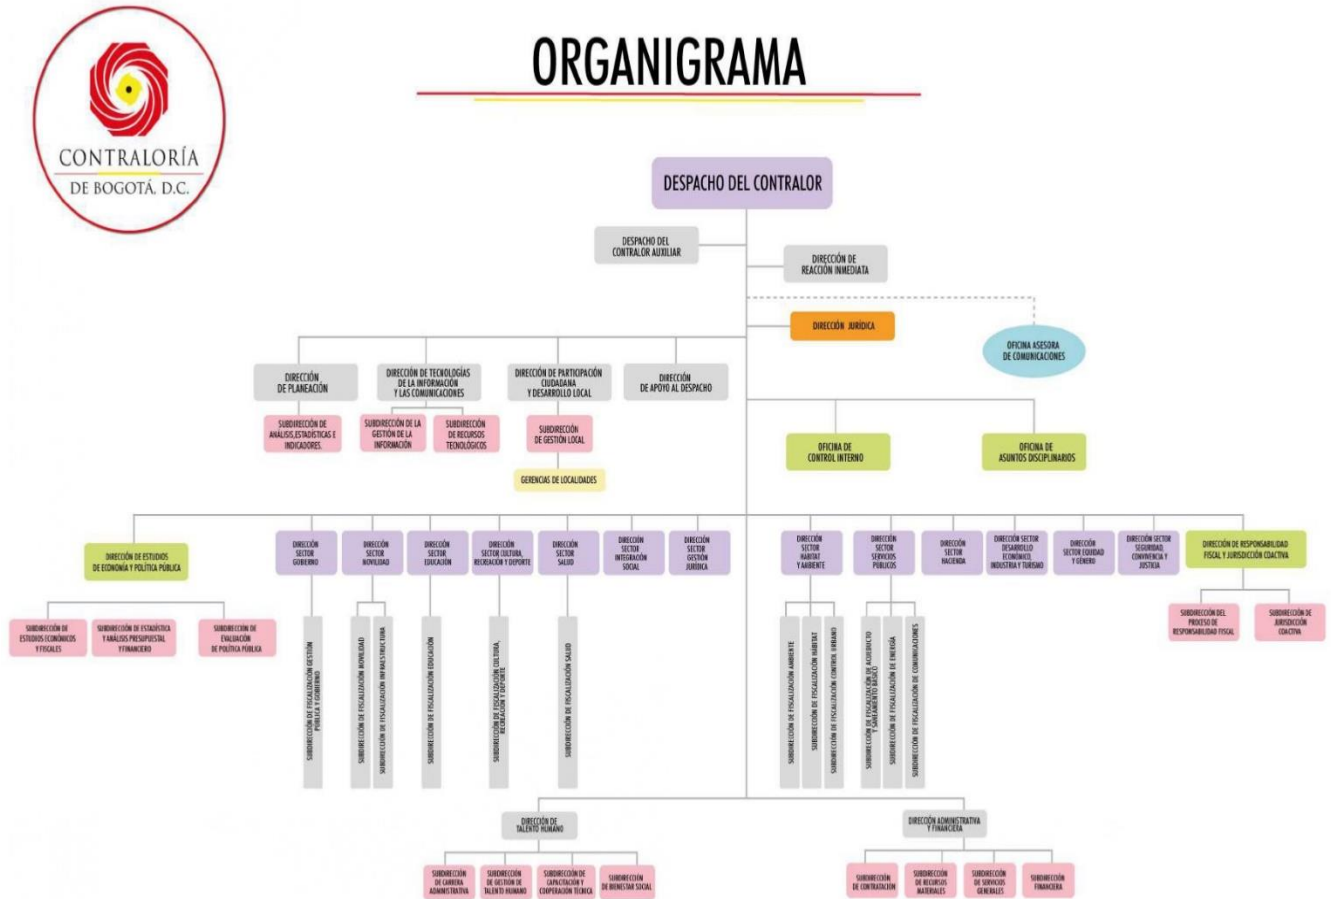 CONTRALORÍA
DE BOGOTÁ, D.C.
ORGANIGRAMA
DESPACHO DEL CONTRALOR
DESPACHO DEL
CONTRALOR AUXILIAR
DIRECCIÓN DE
REACCIÓN INMEDIATA
DIRECCIÓN JURÍDICA
OFICINA ASESORA
DE COMUNICACIONES
DIRECCIÓN
DE PLANEACIÓN
DIRECCIÓN DE TECNOLOGÍAS
DE LA INFORMACIÓN
Y LAS COMUNICACIONES
DIRECCIÓN DE PARTICIPACIÓN
CIUDADANA
Y DESARROLLO LOCAL
DIRECCIÓN
DE APOYO AL DESPACHO
SUBDIRECCIÓN DE
ANÁLISIS,ESTADÍSTICAS E
INDICADORES.
SUBDIRECCIÓN DE LA
GESTIÓN DE LA
INFORMACIÓN
SUBDIRECCIÓN
DE RECURSOS
TECNOLÓGICOS
SUBDIRECCIÓN
DE GESTIÓN LOCAL
GERENCIAS DE LOCALIDADES
OFICINA DE
CONTROL INTERNO
OFICINA DE
ASUNTOS DISCIPLINARIOS
DIRECCIÓN DE ESTUDIOS
DE ECONOMÍA Y POLÍTICA PÚBLICA
DIRECCIÓN
SECTOR
GOBIERNO
DIRECCIÓN
SECTOR
MOVILIDAD
DIRECCIÓN
SECTOR
EDUCACIÓN
DIRECCIÓN
SECTOR CULTURA,
RECREACIÓN Y DEPORTE
DIRECCIÓN
SECTOR
SALUD
DIRECCIÓN
SECTOR
INTEGRACIÓN
SOCIAL
DIRECCIÓN
SECTOR
GESTIÓN
JURÍDICA
DIRECCIÓN
SECTOR
HÁBITAT
Y AMBIENTE
DIRECCIÓN
SECTOR
SERVICIOS
PÚBLICOS
DIRECCIÓN
SECTOR
HACIENDA
DIRECCIÓN SECTOR
DESARROLLO
ECONÓMICO,
INDUSTRIA Y TURISMO
DIRECCIÓN
SECTOR EQUIDAD
Y GÉNERO
DIRECCIÓN SECTOR
SEGURIDAD,
CONVIVENCIA Y
JUSTICIA
DIRECCIÓN DE RESPONSABILIDAD
FISCAL Y JURISDICCIÓN COACTIVA
SUBDIRECCIÓN DE
ESTUDIOS ECONÓMICOS
Y FISCALES
SUBDIRECCIÓN DE ESTADÍSTICA
Y ANÁLISIS PRESUPUESTAL
Y FINANCIERO
SUBDIRECCIÓN DE
EVALUACIÓN
DE POLÍTICA PÚBLICA
SUBDIRECCIÓN DE FISCALIZACIÓN GESTIÓN
PÚBLICA Y GOBIERNO
SUBDIRECCIÓN DE FISCALIZACIÓN MOVILIDAD
SUBDIRECCIÓN DE FISCALIZACIÓN INFRAESTRUCTURA
SUBDIRECCIÓN DE FISCALIZACIÓN EDUCACIÓN
SUBDIRECCIÓN DE FISCALIZACIÓN CULTURA,
RECREACIÓN Y DEPORTE
SUBDIRECCIÓN DE FISCALIZACIÓN SALUD
SUBDIRECCIÓN DE FISCALIZACIÓN AMBIENTE
SUBDIRECCIÓN DE FISCALIZACIÓN HÁBITAT
SUBDIRECCIÓN DE FISCALIZACIÓN CONTROL URBANO
SUBDIRECCIÓN DE FISCALIZACIÓN DE ACUEDUCTO
Y SANEAMIENTO BÁSICO
SUBDIRECCIÓN DE FISCALIZACIÓN DE ENERGÍA
SUBDIRECCIÓN DE FISCALIZACIÓN DE COMUNICACIONES
SUBDIRECCIÓN DEL
PROCESO DE
RESPONSABILIDAD FISCAL
SUBDIRECCIÓN DE
JURISDICCIÓN
COACTIVA
DIRECCIÓN DE
TALENTO HUMANO
DIRECCIÓN ADMINISTRATIVA
Y FINANCIERA
SUBDIRECCIÓN
DE CARRERA
ADMINISTRATIVA
SUBDIRECCIÓN
DE GESTIÓN DE
TALENTO HUMANO
SUBDIRECCIÓN DE
CAPACITACIÓN Y
COOPERACIÓN TÉCNICA
SUBDIRECCIÓN
DE BIENESTAR SOCIAL
SUBDIRECCIÓN
DE CONTRATACIÓN
SUBDIRECCIÓN
DE RECURSOS
MATERIALES
SUBDIRECCIÓN
DE SERVICIOS
GENERALES
SUBDIRECCIÓN
FINANCIERA